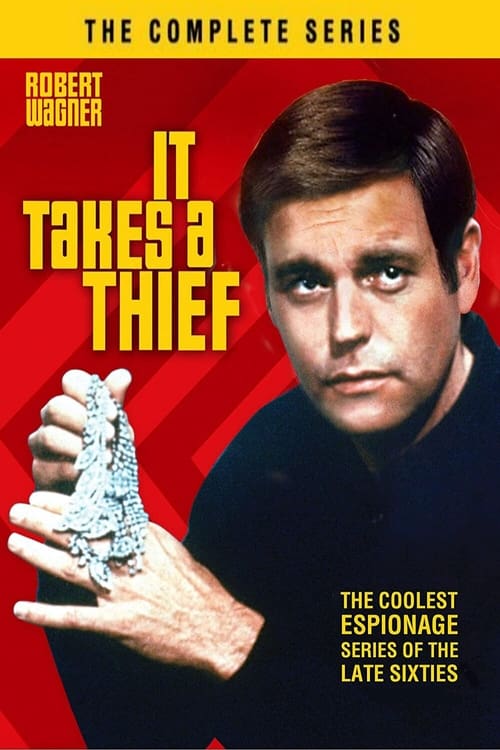 THE COMPLETE SERIES
ROBERT
WaGNER
IT
TaKES a
THIEF
THE COOLEST
ESPIONAGE
SERIES OF THE
LATE SIXTIES